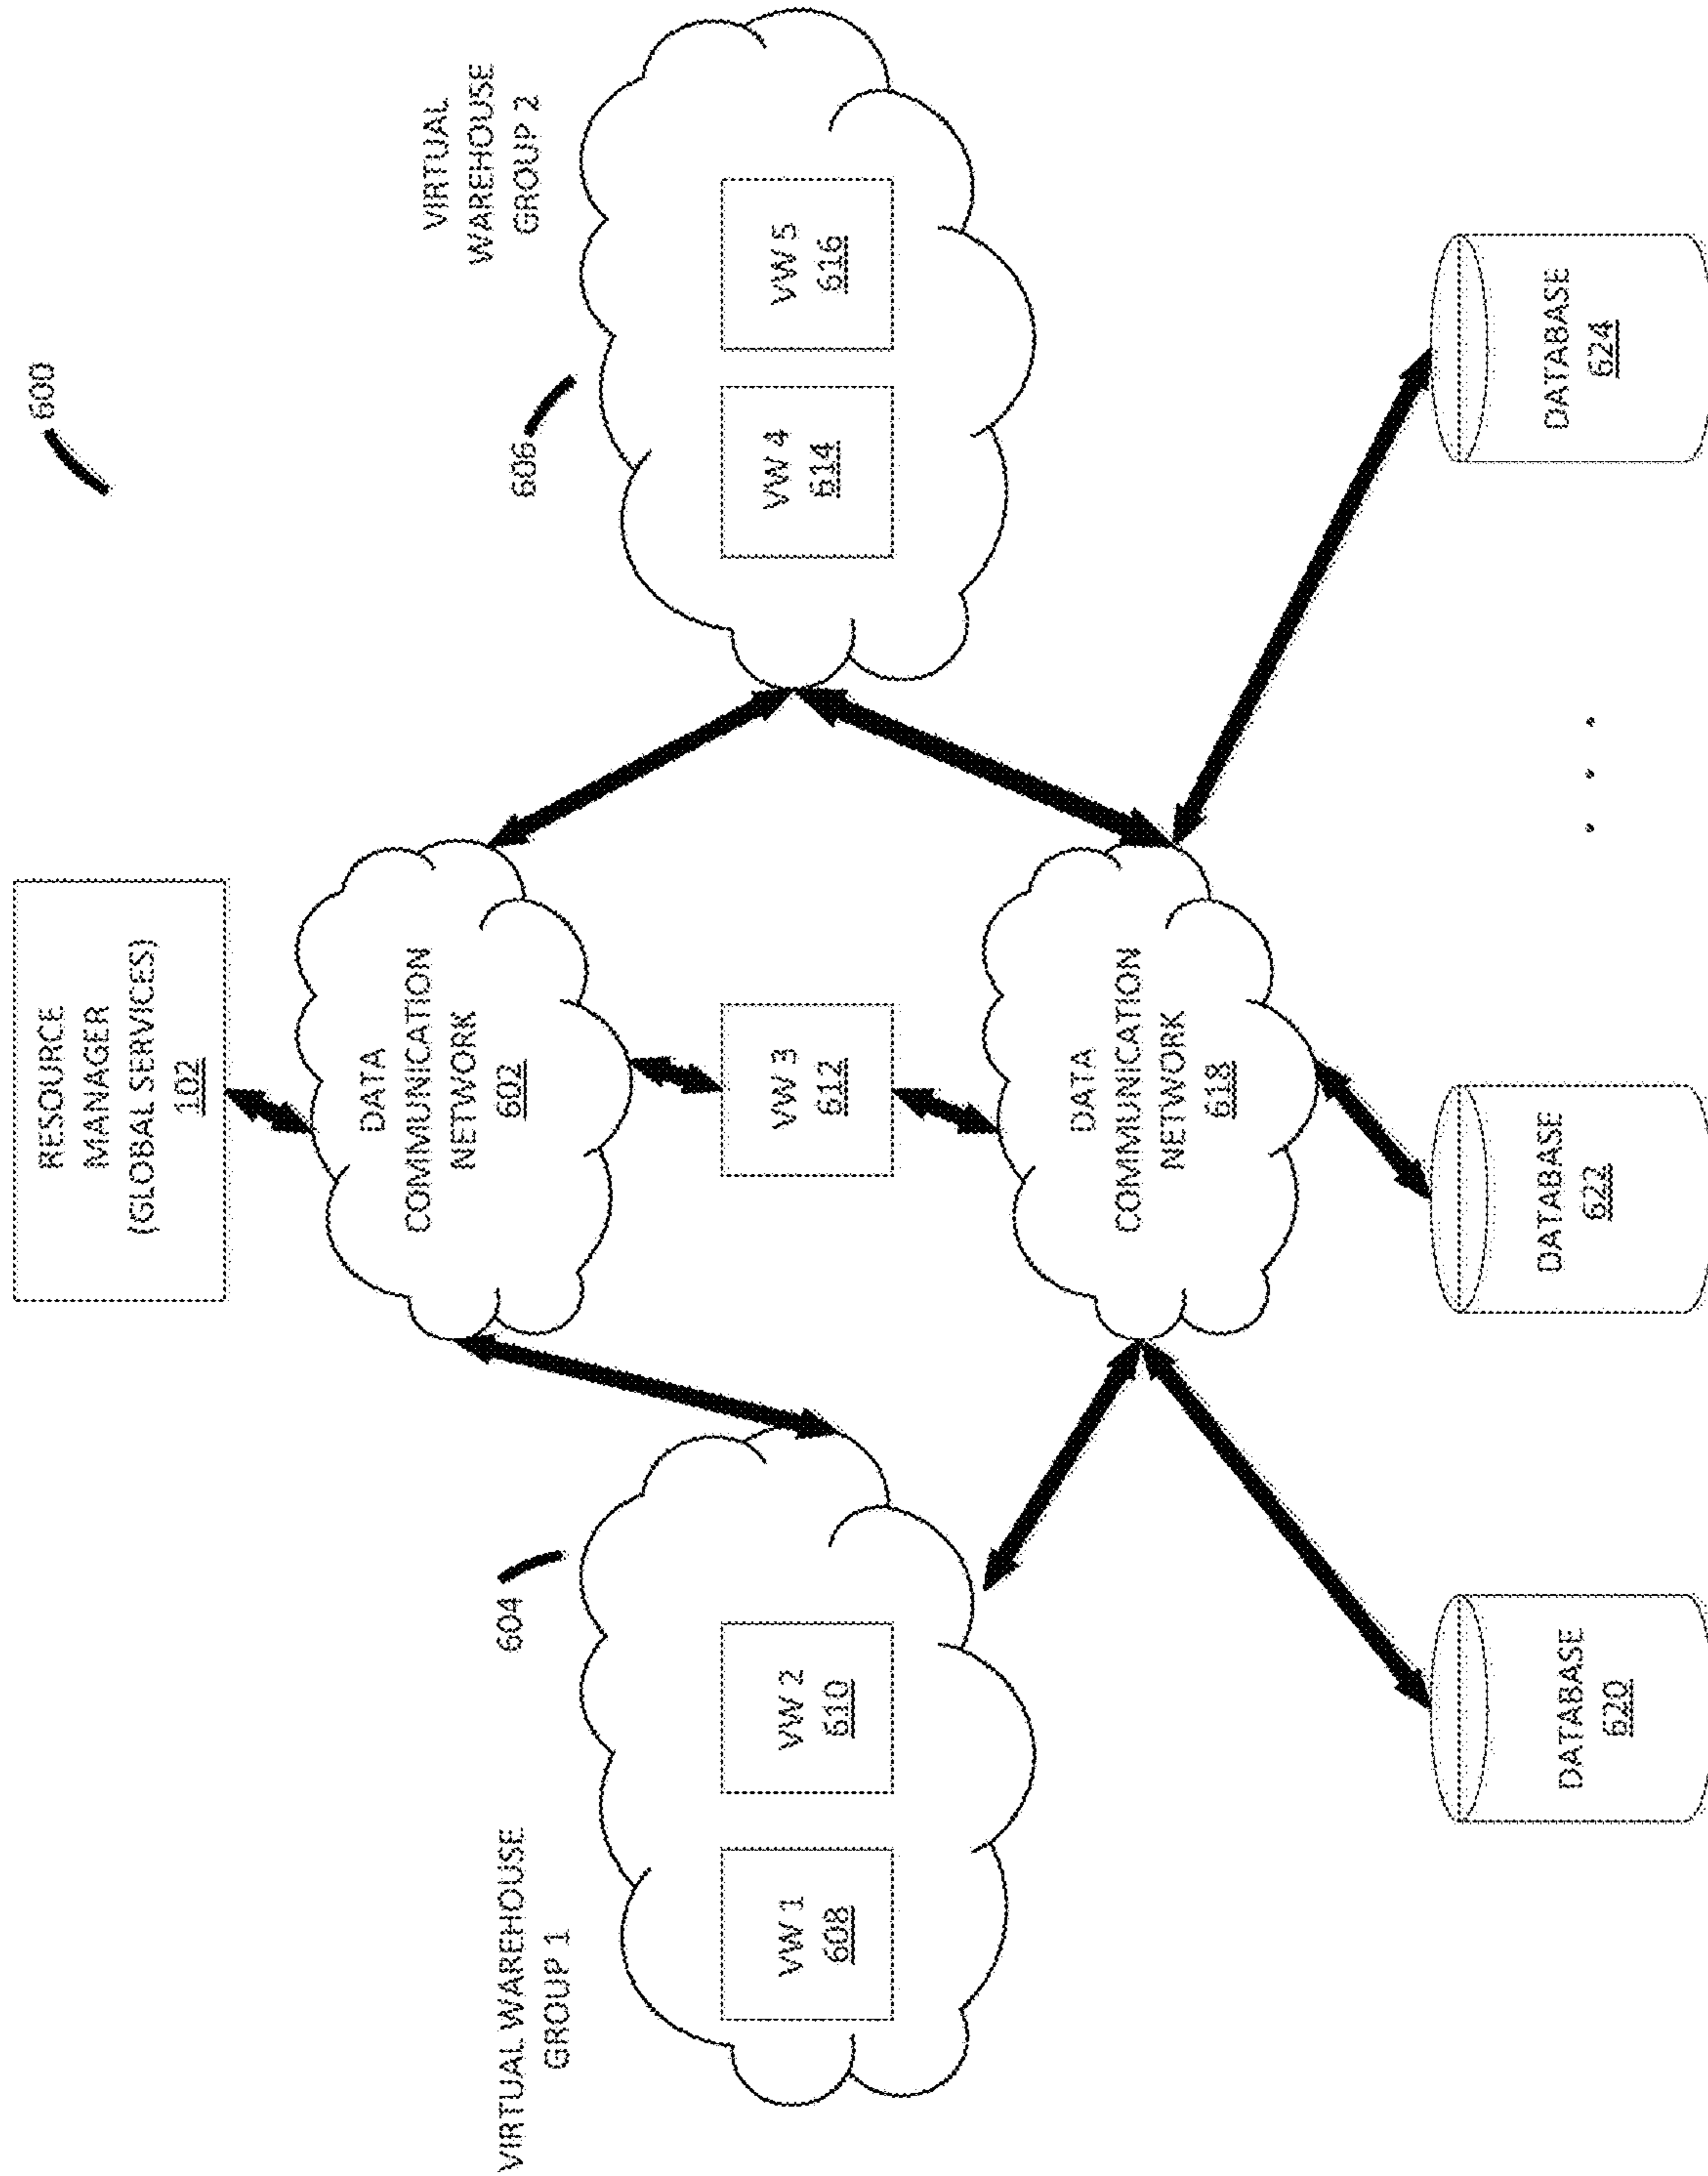 600
RESOURCE
MANAGER
(GLOBAL SERVICES)
102
DATA
COMMUNICATION
NETWORK
602
VIRTUAL WAREHOUSE
GROUP 1
604
VW 1
608
VW 2
610
VW 3
612
VIRTUAL
WAREHOUSE
GROUP 2
606
VW 4
614
VW 5
616
DATA
COMMUNICATION
NETWORK
618
DATABASE
620
DATABASE
622
. . .
DATABASE
624